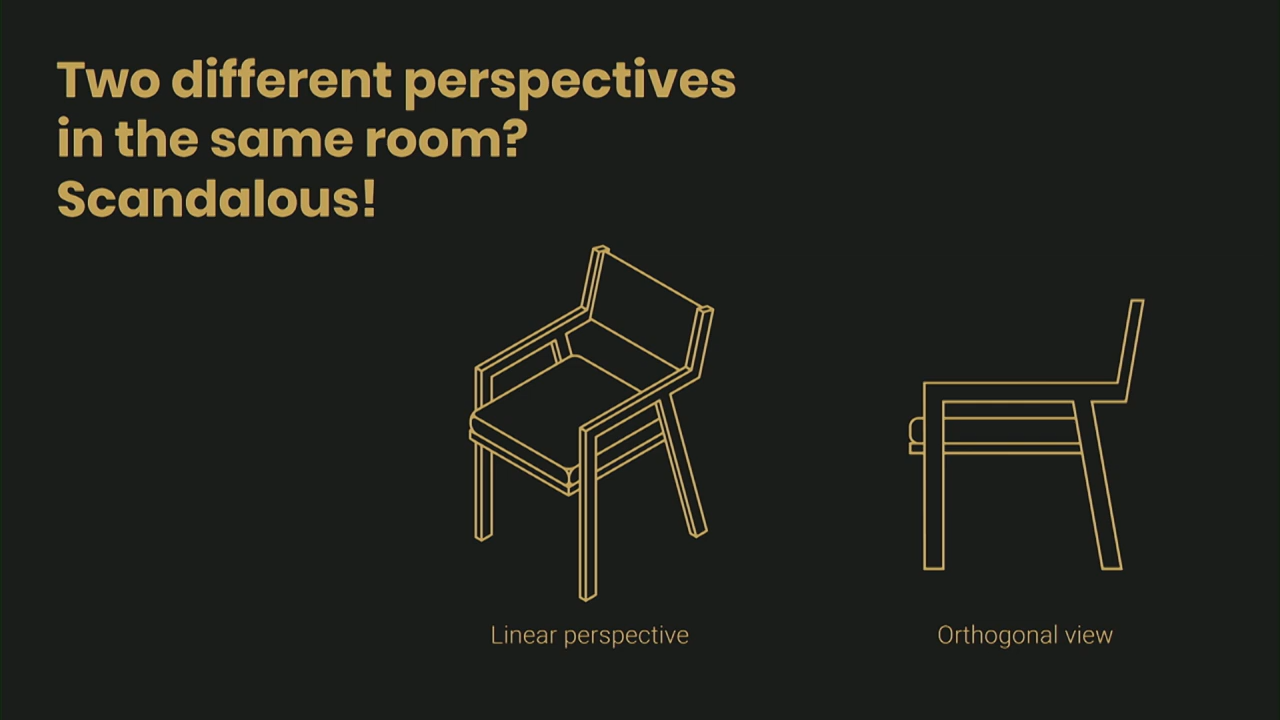 Two different perspectives
in the same room?
Scandalous!
Linear perspective
Orthogonal view